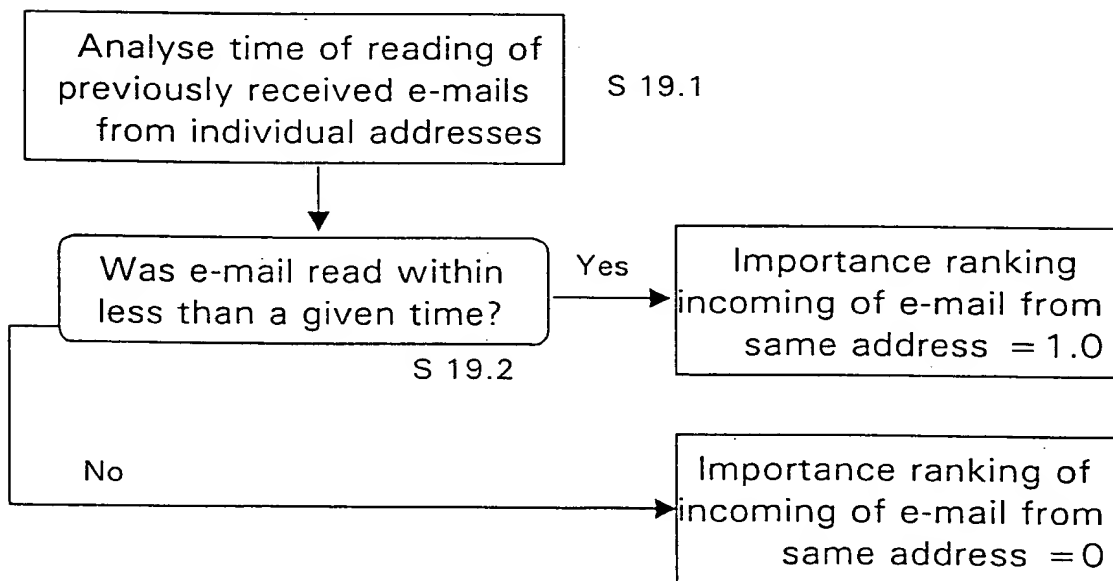 Analyse time of reading of
previously received e-mails
from individual addresses
S 19.1
Was e-mail read within
less than a given time?
S 19.2
Yes
Importance ranking
incoming of e-mail from
same address = 1.0
No
Importance ranking of
incoming of e-mail from
same address = 0